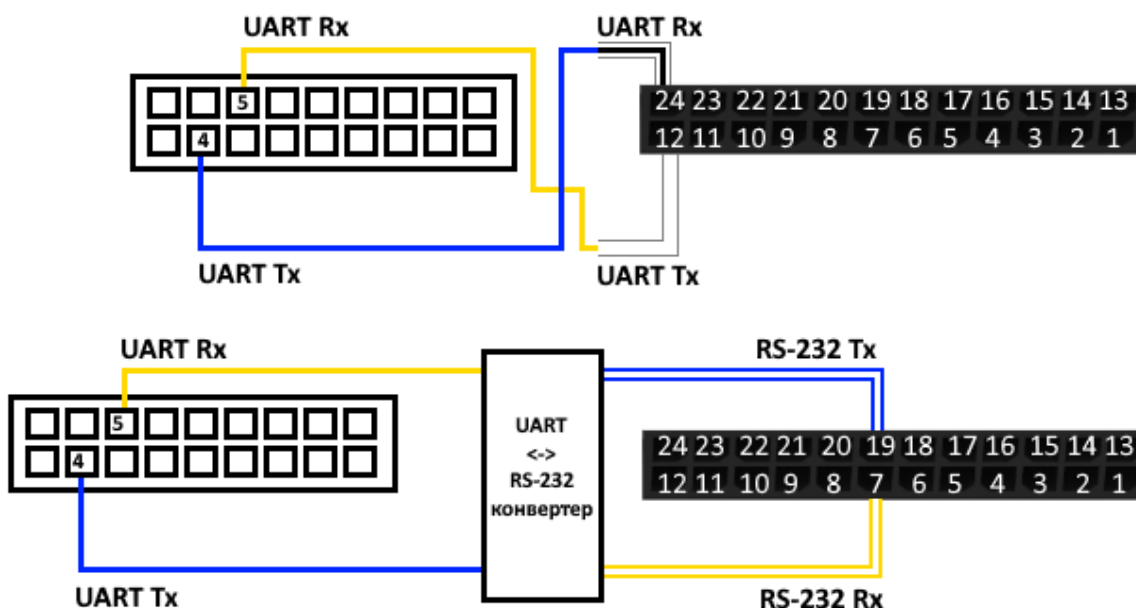 UART Rx UART Rx
5
24 23 22 21 20 19 18 17 16 15 14 13
4
12 11 10 9 8 7 6 5 4 3 2 1
UART Tx UART Tx
UART Rx
RS-232 Tx
5
UART
<->
RS-232
конвертер
24 23 22 21 20 19 18 17 16 15 14 13
4
12 11 10 9 8 7 6 5 4 3 2 1
UART Tx
RS-232 Rx